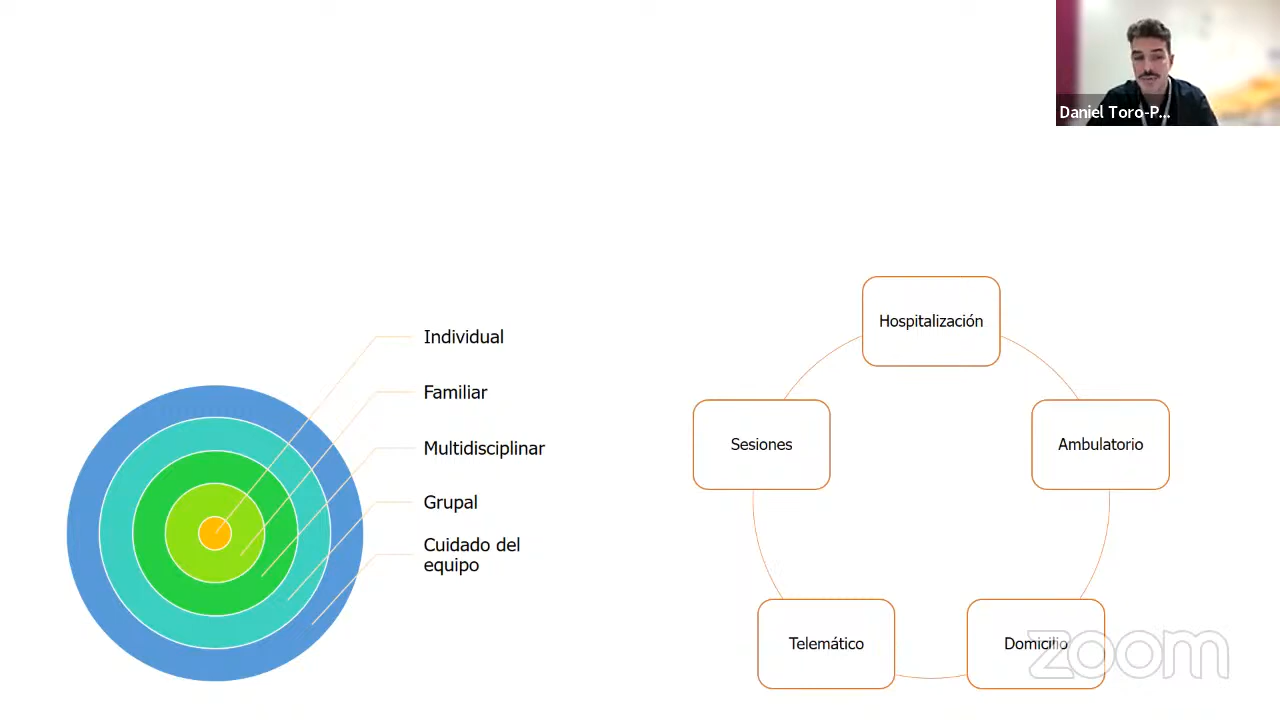 Daniel Toro-P...
Individual
Familiar
Multidisciplinar
Grupal
Cuidado del
equipo
Hospitalización
Sesiones
Ambulatorio
Telemático
Domicilio
zoom